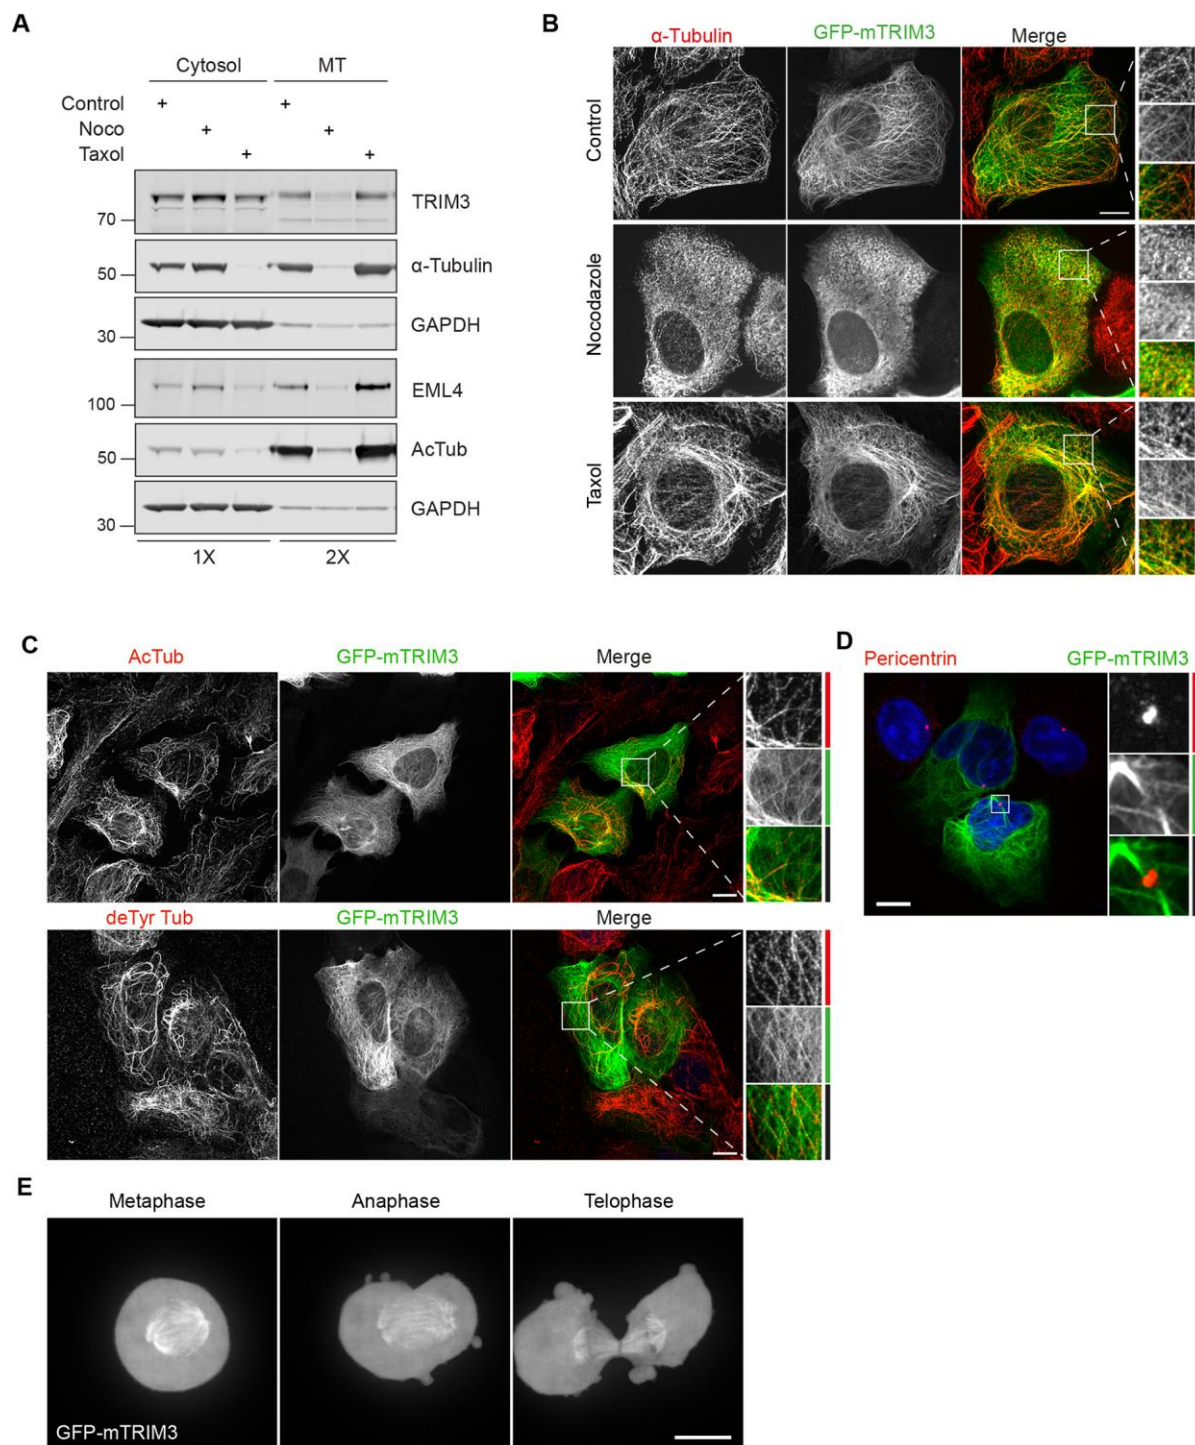 A
Cytosol MT
Control + +
Noco + +
Taxol + +
TRIM3
70
α-Tubulin
50
GAPDH
30
EML4
100
AcTub
50
GAPDH
30
1X 2X
B
α-Tubulin GFP-mTRIM3 Merge
Control
Nocodazole
Taxol
C
AcTub GFP-mTRIM3 Merge
deTyr Tub GFP-mTRIM3 Merge
D
Pericentrin GFP-mTRIM3
E
Metaphase Anaphase Telophase
GFP-mTRIM3